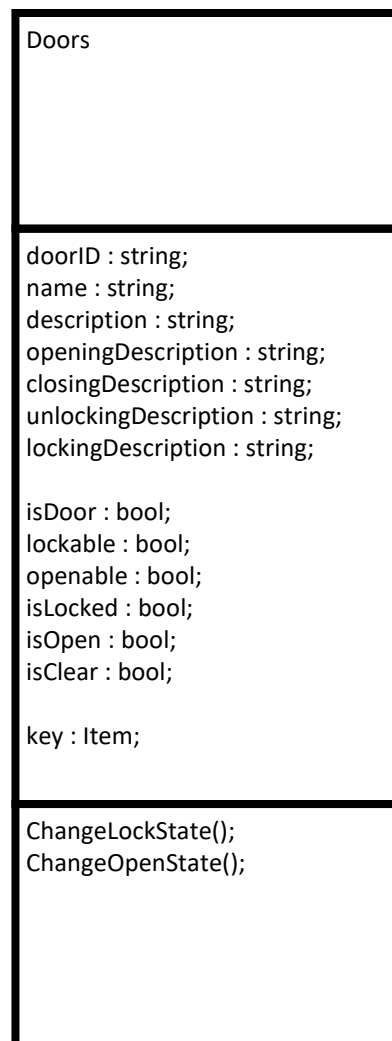 Doors
doorID : string;
name : string;
description : string;
openingDescription : string;
closingDescription : string;
unlockingDescription : string;
lockingDescription : string;
isDoor : bool;
lockable : bool;
openable : bool;
isLocked : bool;
isOpen : bool;
isClear : bool;
key : Item;
ChangeLockState();
ChangeOpenState();